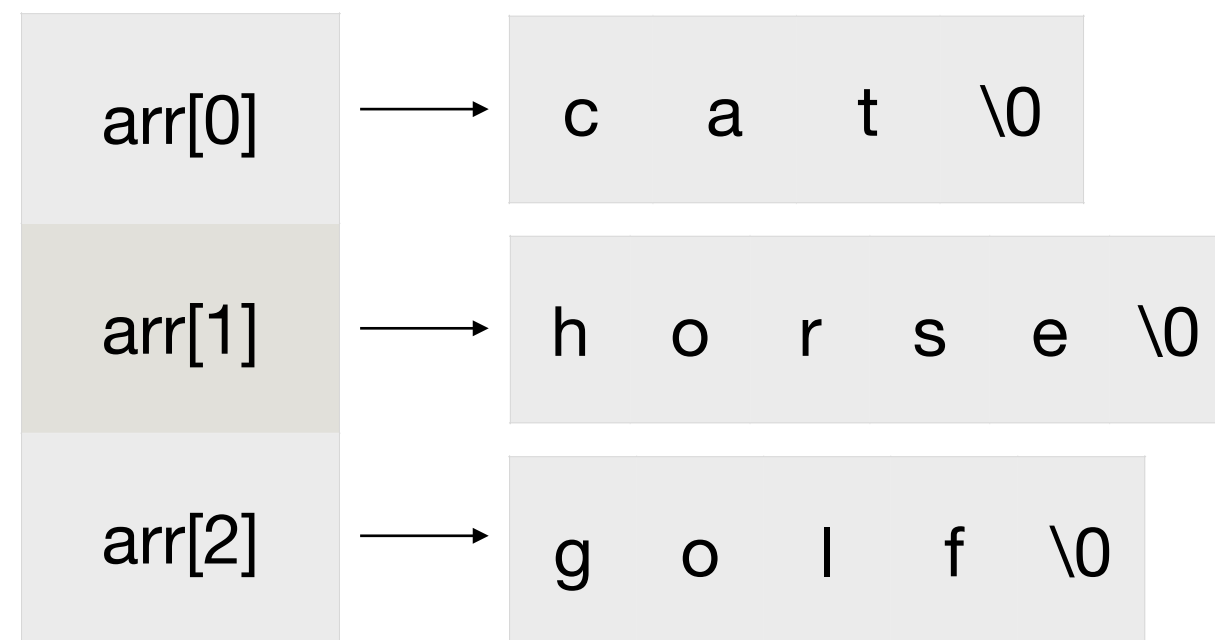 arr[0] c a t \0
arr[1] h o r s e \0
arr[2] g o l f \0